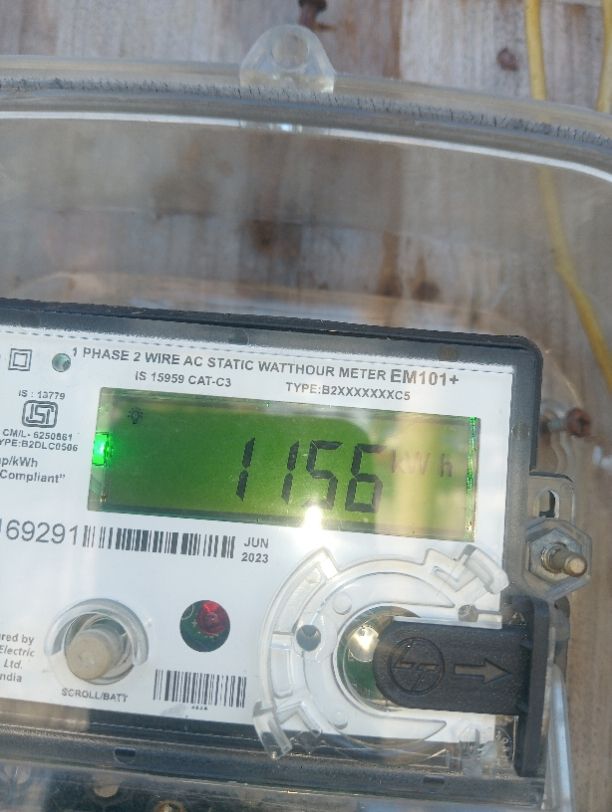 1 PHASE 2 WIRE AC STATIC WATTHOUR METER EM101+
IS 15959 CAT-C3 TYPE:B2XXXXXXXC5
IS : 13779
ISI
CM/L- 6250861
YPE:B2DLC0506
1156 kWh
p/kWh
Compliant"
69291
JUN
2023
red by
Electric
Ltd.
ndia
SCROLL/BATT